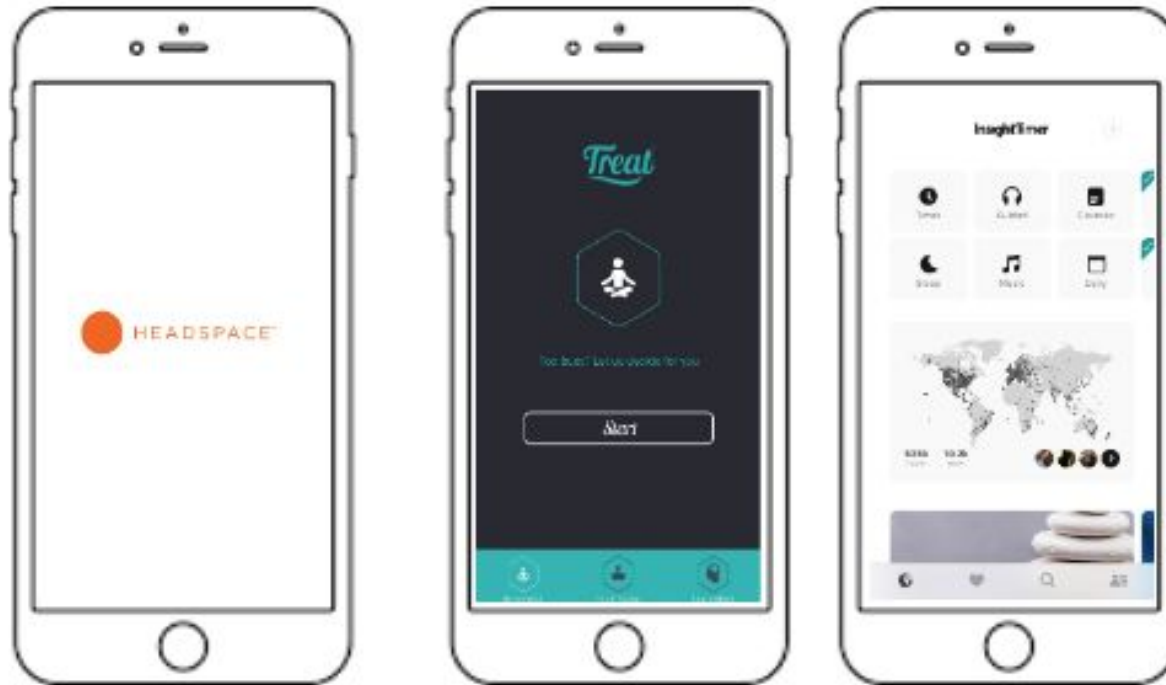 HEADSPACE
Treat
Too busy? Let us decide for you
Start
InsightTimer
Timer
Guided
Courses
Sleep
Music
Daily